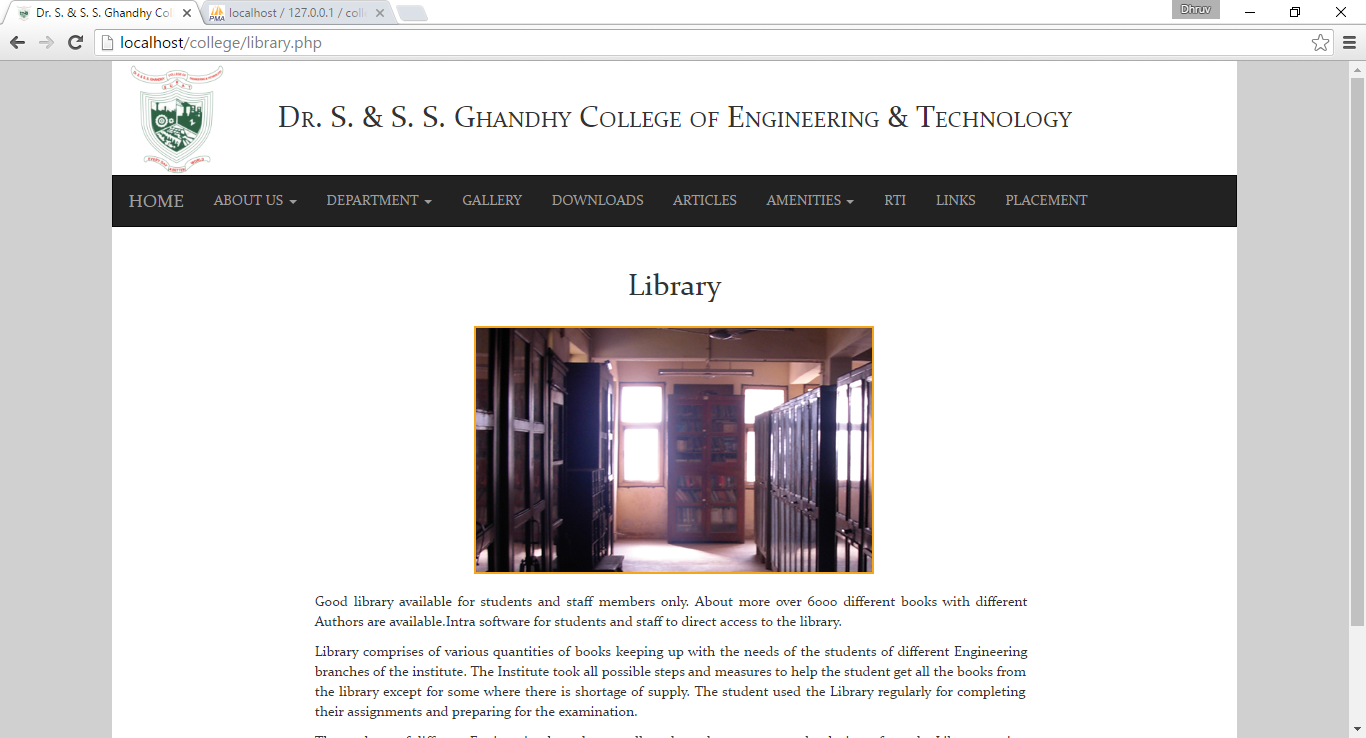 Dr. S. & S. S. Ghandhy Col
localhost / 127.0.0.1 / coll
Dhruv
localhost/college/library.php
Dr. S. & S. S. Ghandhy College of Engineering & Technology
HOME ABOUT US DEPARTMENT GALLERY DOWNLOADS ARTICLES AMENITIES RTI LINKS PLACEMENT
Library
Good library available for students and staff members only. About more over 6000 different books with different
Authors are available.Intra software for students and staff to direct access to the library.
Library comprises of various quantities of books keeping up with the needs of the students of different Engineering
branches of the institute. The Institute took all possible steps and measures to help the student get all the books from
the library except for some where there is shortage of supply. The student used the Library regularly for completing
their assignments and preparing for the examination.